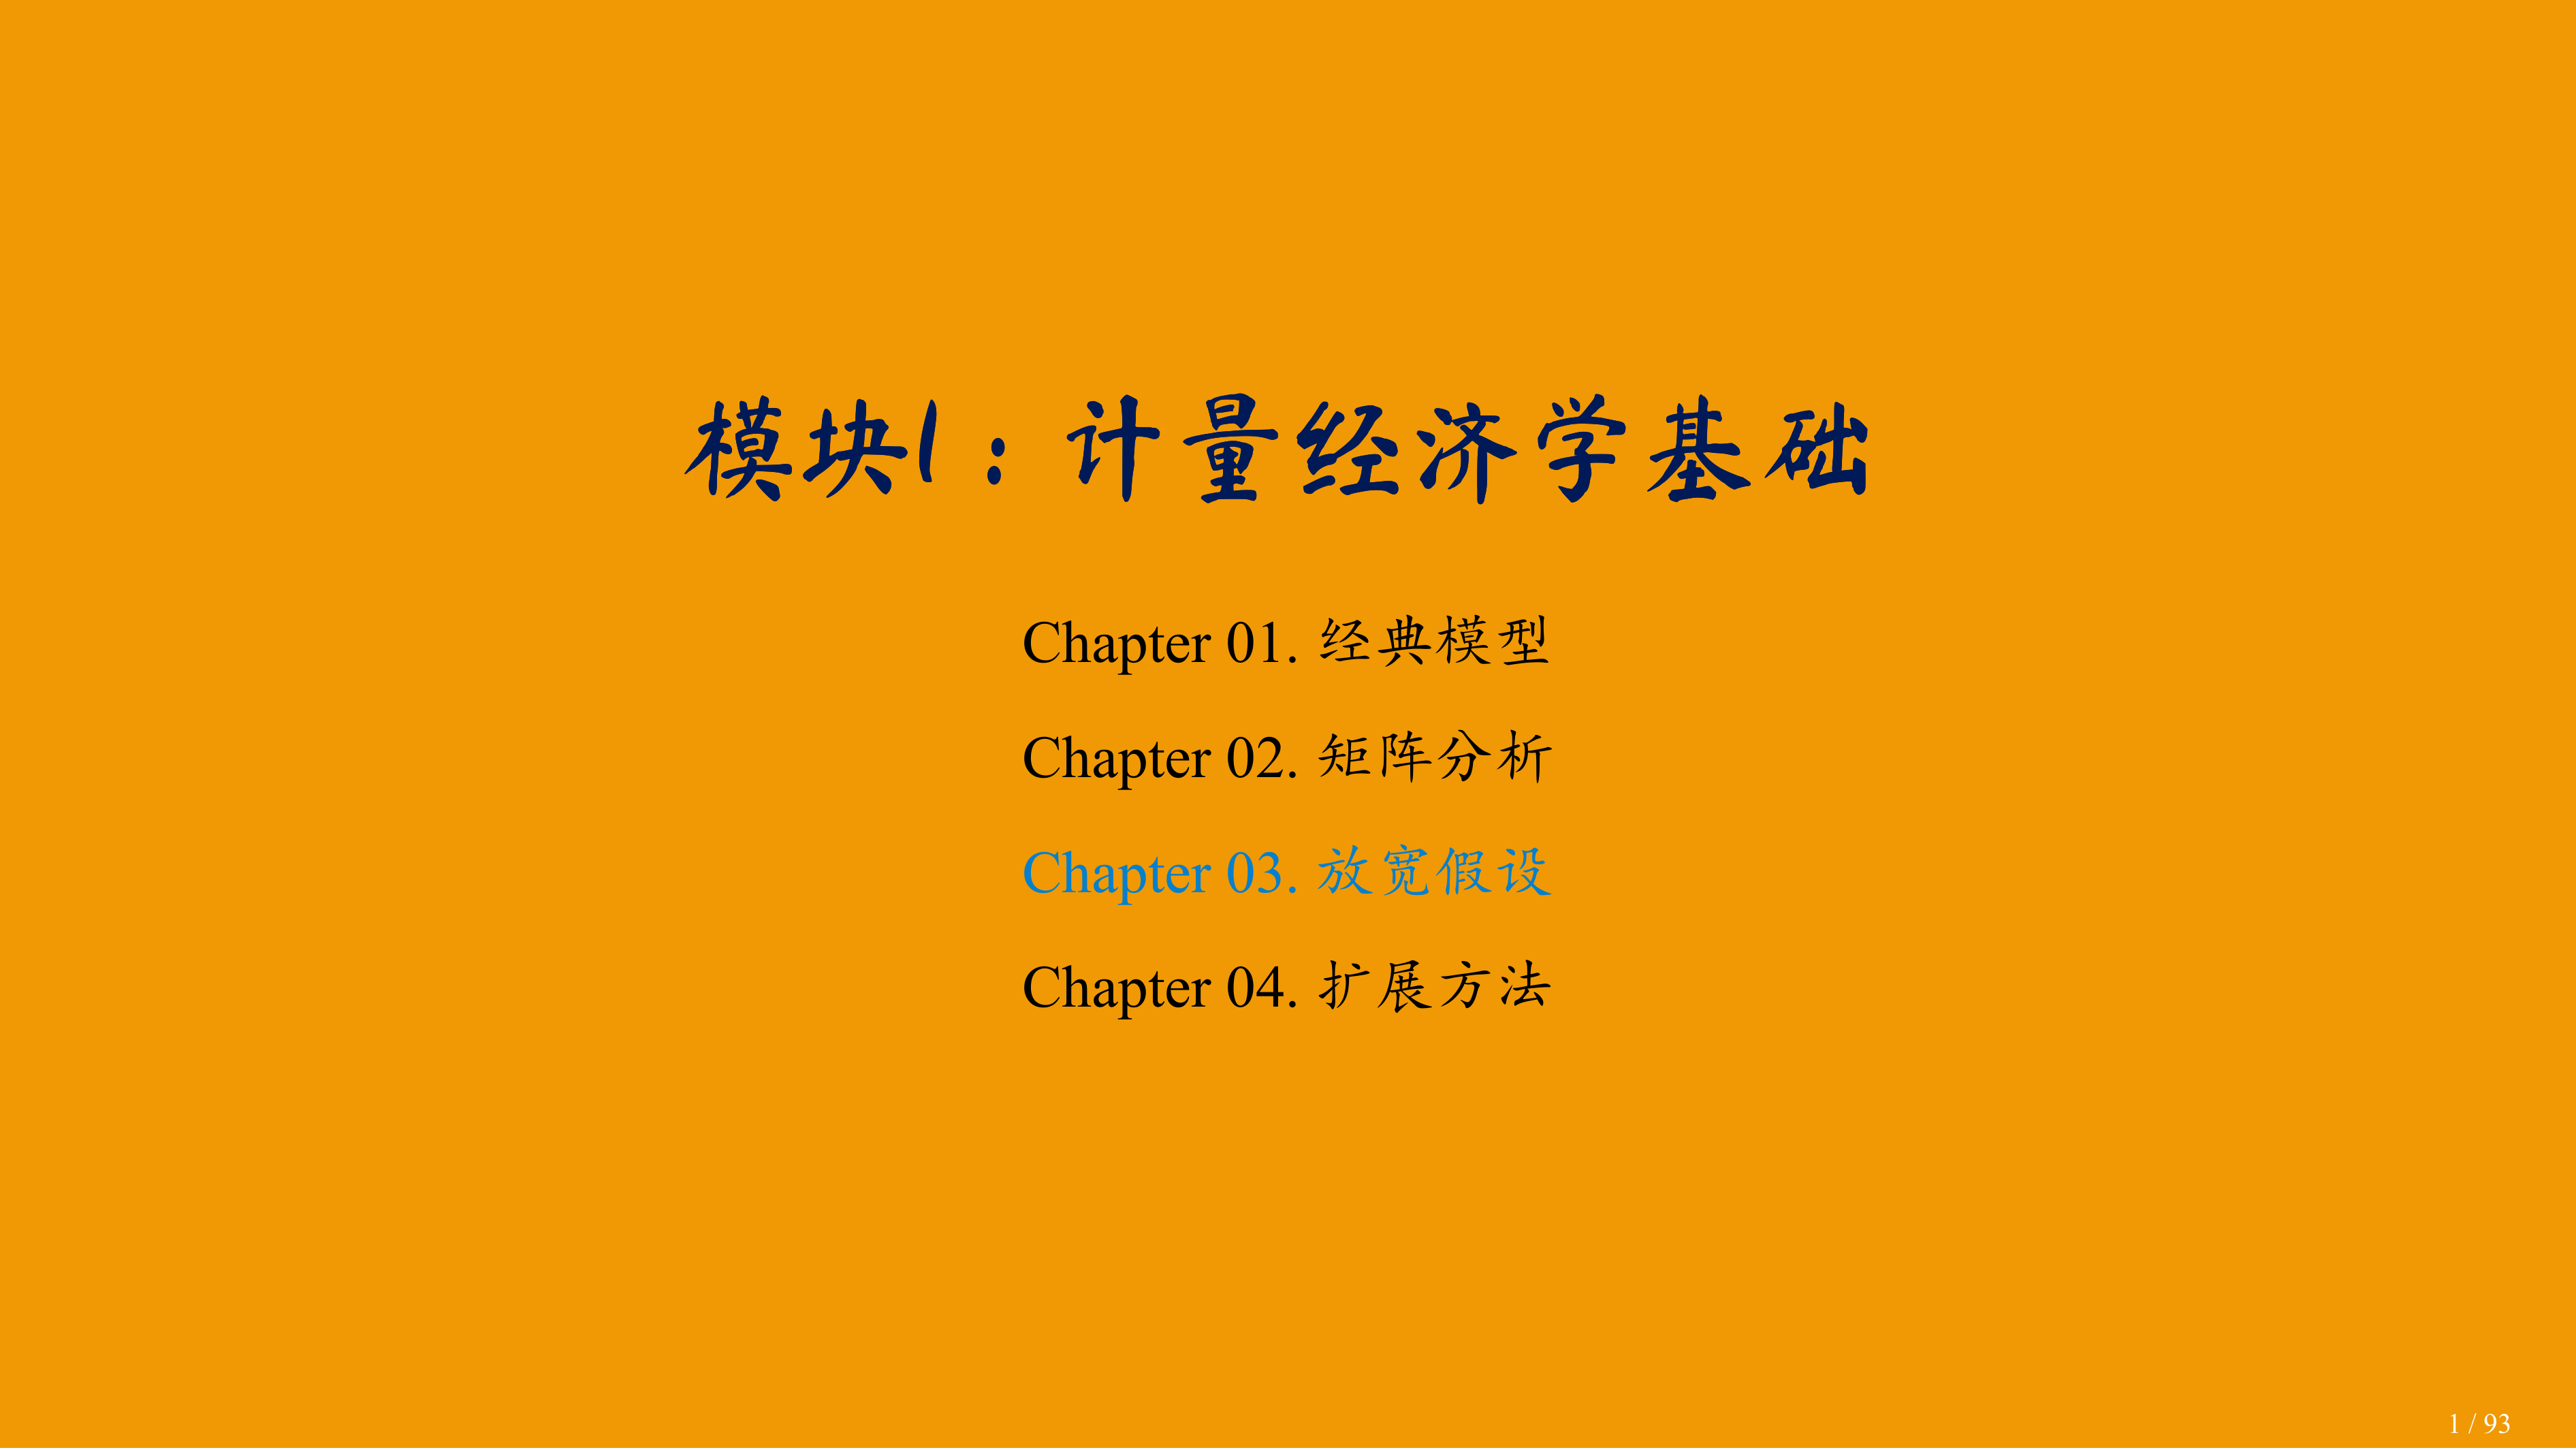 模块I：计量经济学基础
Chapter 01. 经典模型
Chapter 02. 矩阵分析
Chapter 03. 放宽假设
Chapter 04. 扩展方法
1 / 93